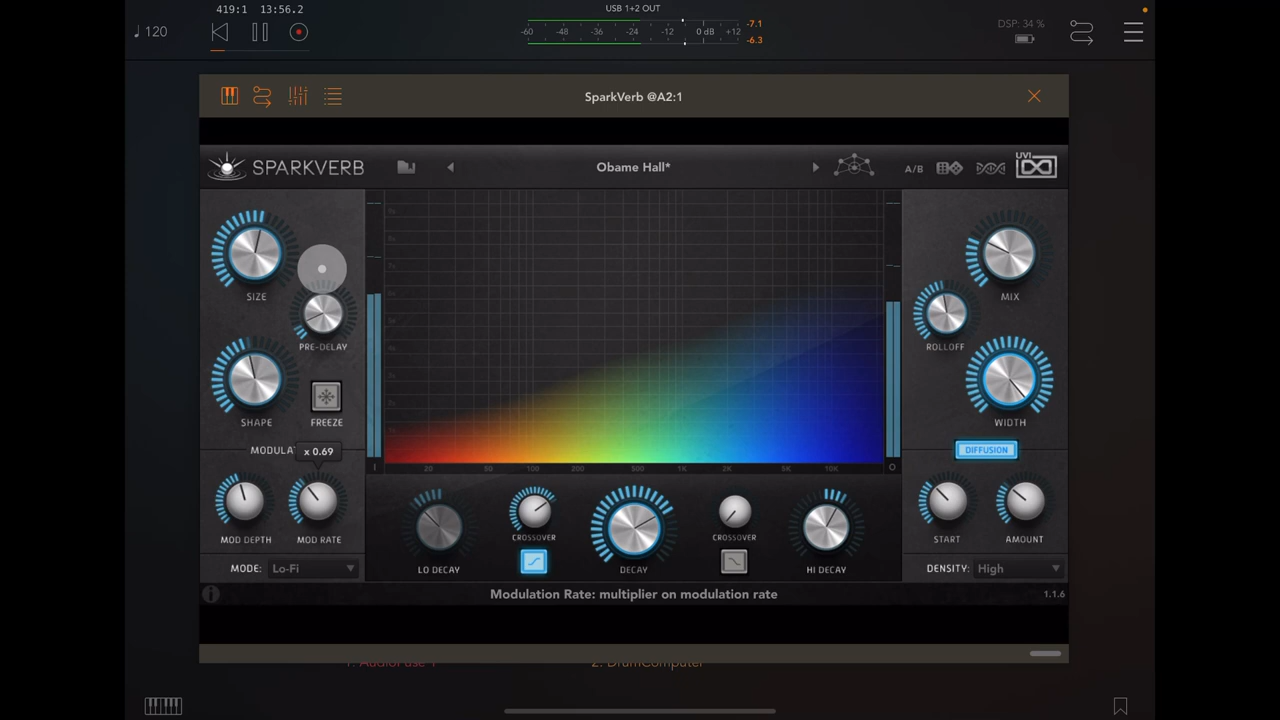 419:1 13:56.2
USB 1+2 OUT
♩ 120
-60 -48 -36 -24 -12 0 dB +12
-7.1
-6.3
DSP: 34 %
SparkVerb @A2:1
SPARKVERB
Obame Hall*
A/B
UVI
SIZE
PRE-DELAY
SHAPE
FREEZE
MODULA
x 0.69
MOD DEPTH
MOD RATE
MODE: Lo-Fi
20 50 100 200 500 1K 2K 5K 10K
I
O
LO DECAY
CROSSOVER
DECAY
CROSSOVER
HI DECAY
MIX
ROLLOFF
WIDTH
DIFFUSION
START
AMOUNT
DENSITY: High
Modulation Rate: multiplier on modulation rate
1.1.6
1. AudioFuse 1
2. DrumComputer